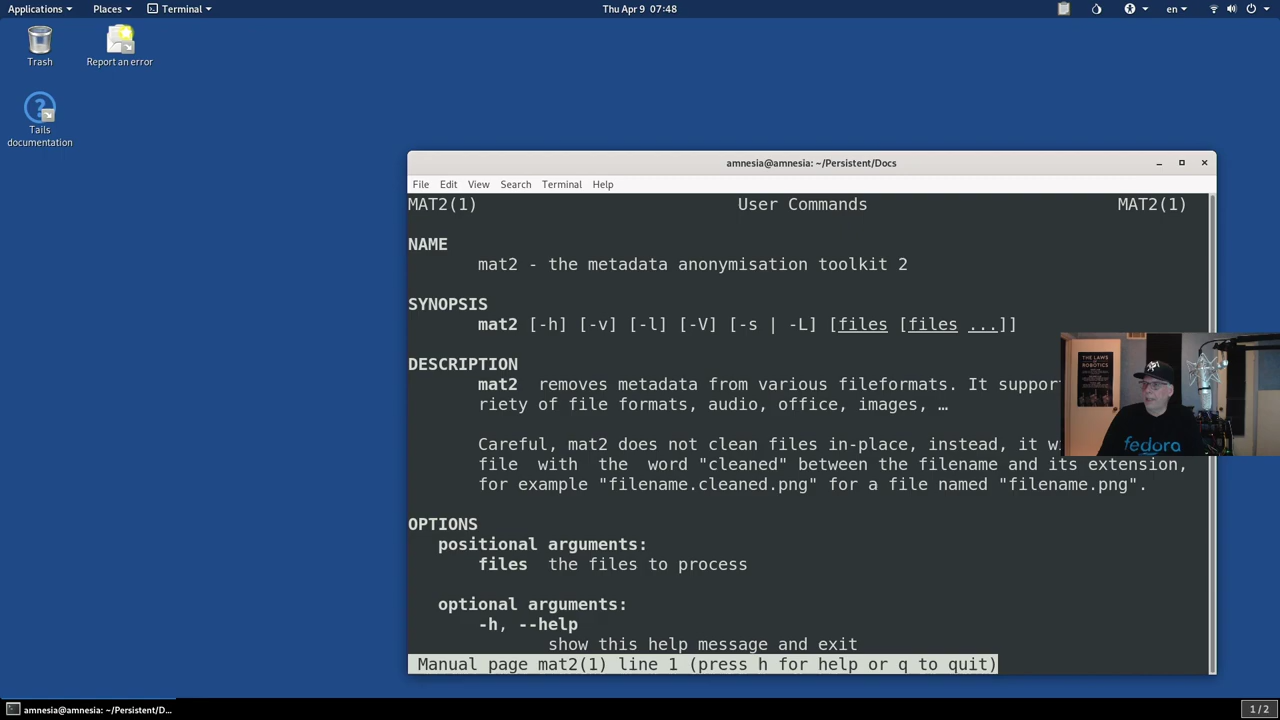 Applications
Places
Terminal
Thu Apr 9 07:48
en
Trash
Report an error
Tails
documentation
amnesia@amnesia: ~/Persistent/Docs
File Edit View Search Terminal Help
MAT2(1) User Commands MAT2(1)
NAME
mat2 - the metadata anonymisation toolkit 2
SYNOPSIS
mat2 [-h] [-v] [-l] [-V] [-s | -L] [files [files ...]]
DESCRIPTION
mat2 removes metadata from various fileformats. It suppor
riety of file formats, audio, office, images, …
Careful, mat2 does not clean files in-place, instead, it w
file with the word "cleaned" between the filename and its extension,
for example "filename.cleaned.png" for a file named "filename.png".
OPTIONS
positional arguments:
files the files to process
optional arguments:
-h, --help
show this help message and exit
Manual page mat2(1) line 1 (press h for help or q to quit)
THE LAWS
OF
ROBOTICS
fedora
amnesia@amnesia: ~/Persistent/D...
1 / 2